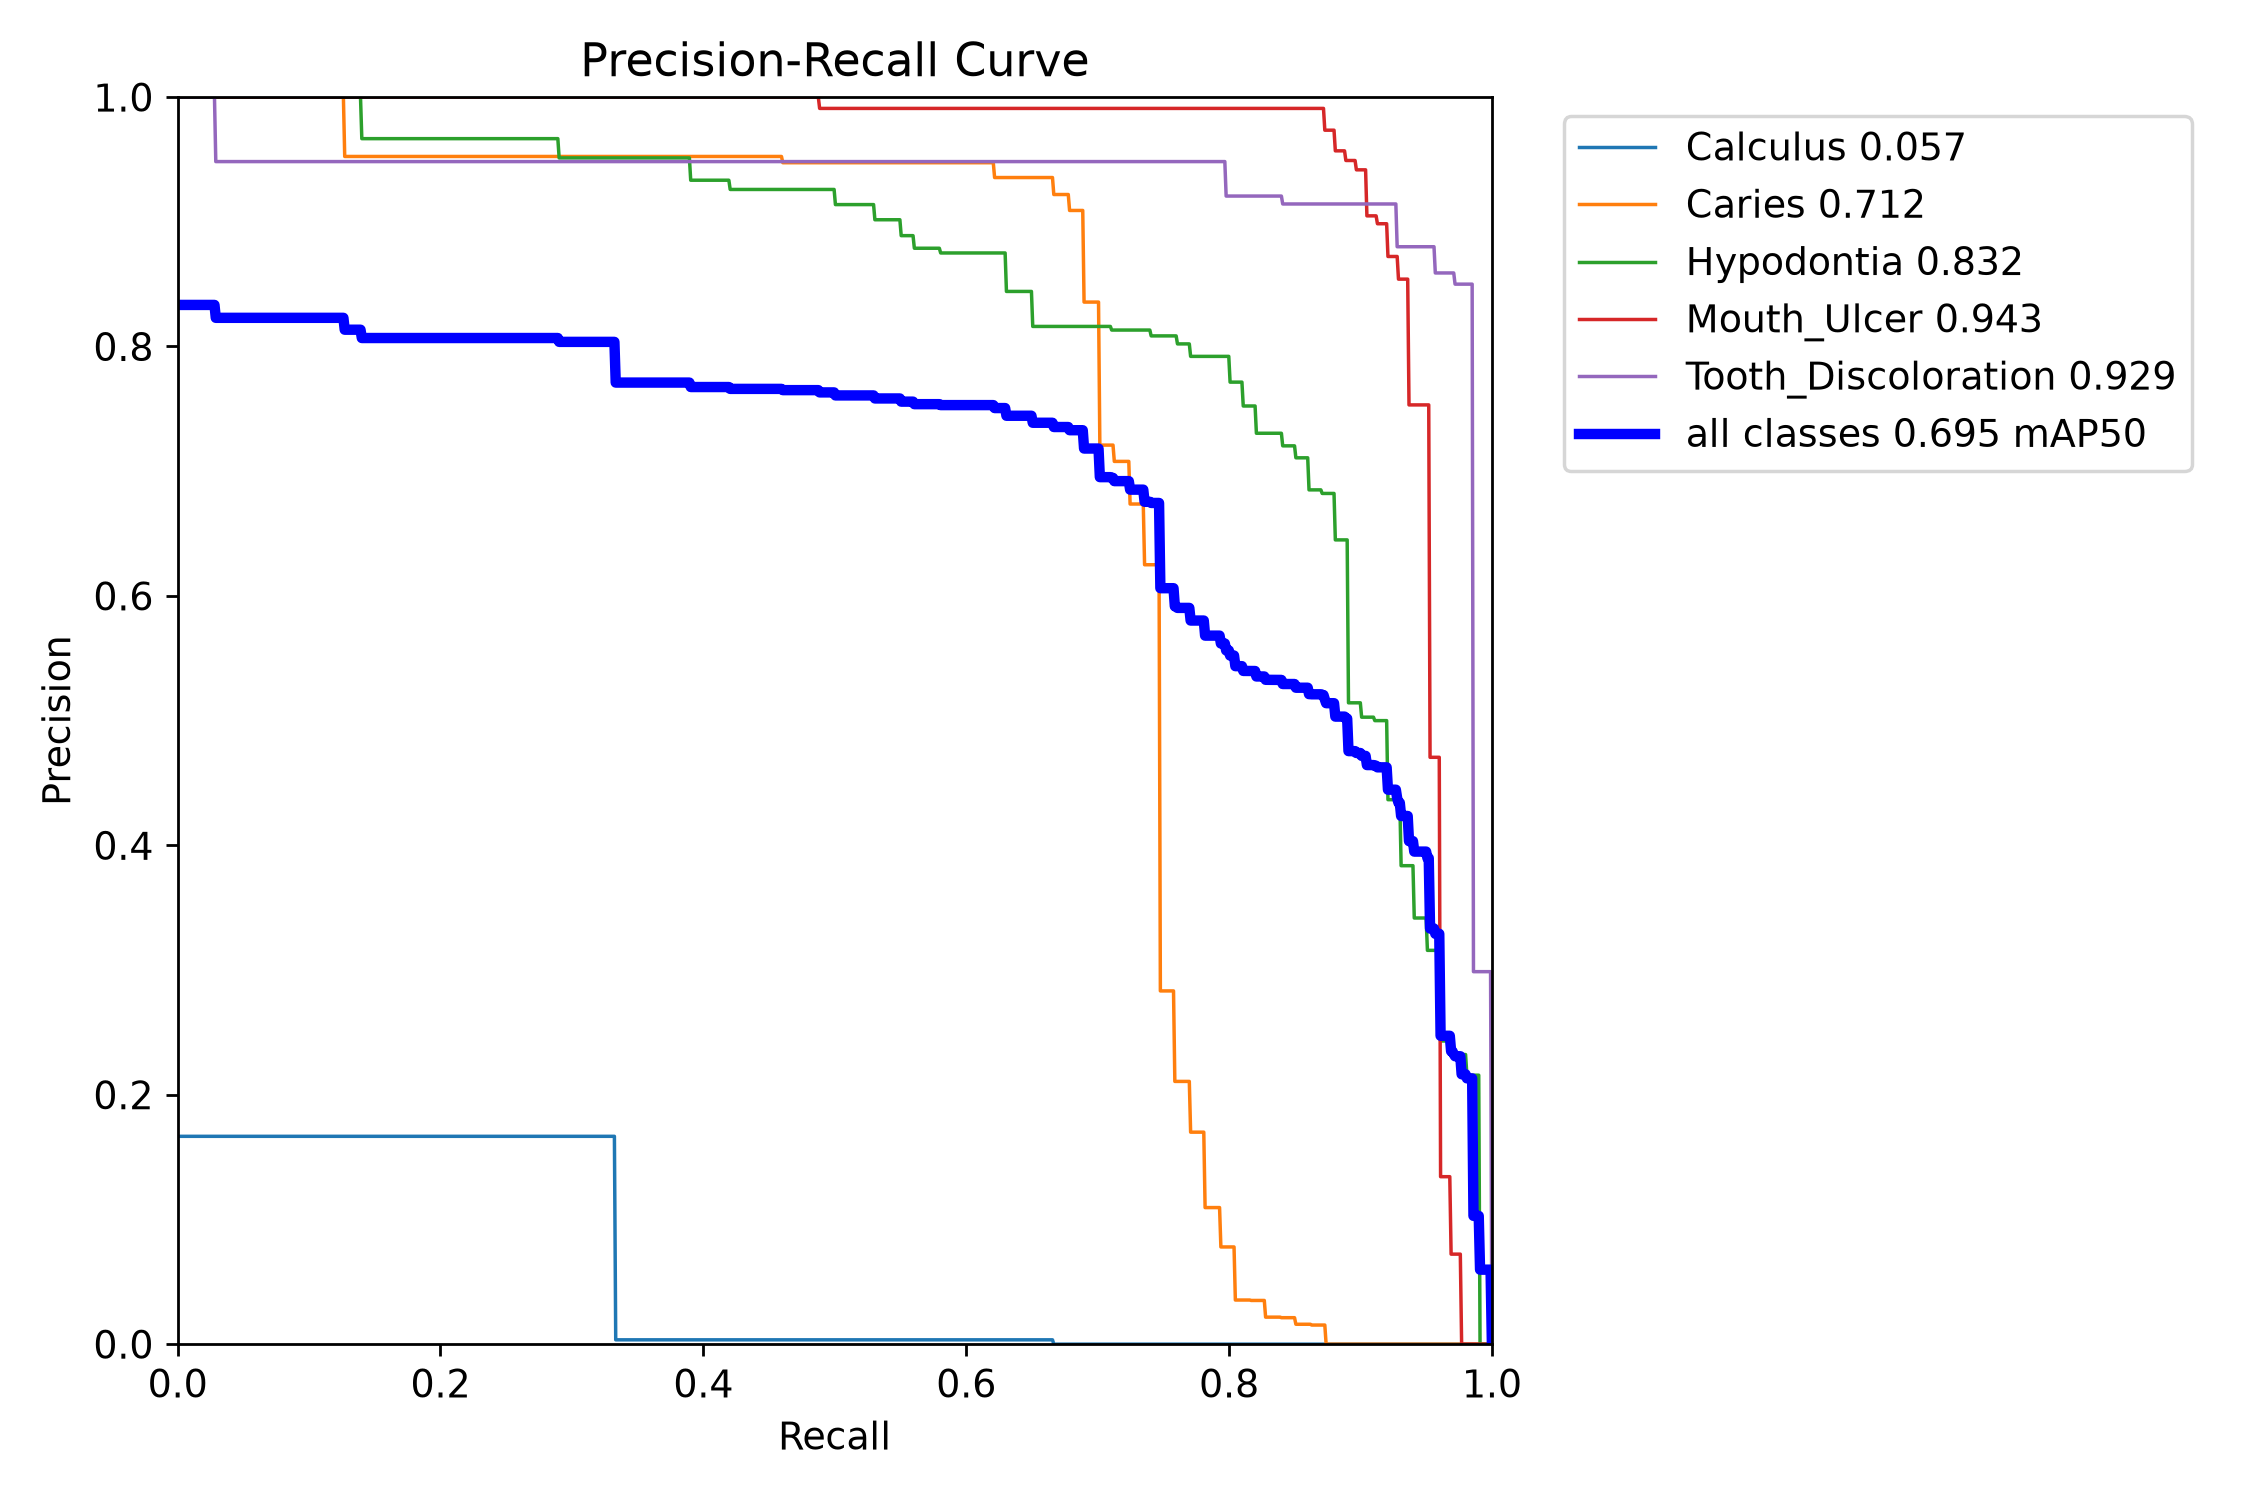 Precision-Recall Curve
1.0
0.8
0.6
0.4
0.2
0.0
Precision
0.0 0.2 0.4 0.6 0.8 1.0
Recall
Calculus 0.057
Caries 0.712
Hypodontia 0.832
Mouth_Ulcer 0.943
Tooth_Discoloration 0.929
all classes 0.695 mAP50